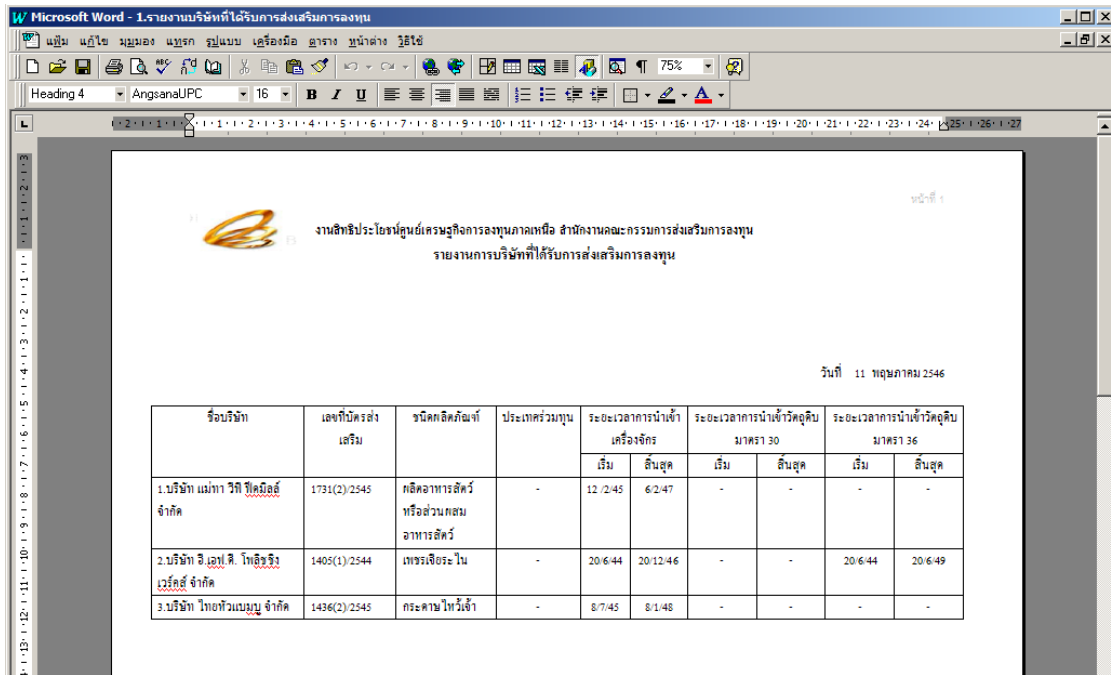 Microsoft Word - 1.รายงานบริษัทที่ได้รับการส่งเสริมการลงทุน
แฟ้ม แก้ไข มุมมอง แทรก รูปแบบ เครื่องมือ ตาราง หน้าต่าง วิธีใช้
75%
Heading 4 AngsanaUPC 16 B I U
หน้าที่ 1
งานสิทธิประโยชน์ศูนย์เศรษฐกิจการลงทุนภาคเหนือ สำนักงานคณะกรรมการส่งเสริมการลงทุน
รายงานการบริษัทที่ได้รับการส่งเสริมการลงทุน
วันที่ 11 พฤษภาคม 2546
ชื่อบริษัท เลขที่บัตรส่ง ชนิดผลิตภัณฑ์ ประเทศร่วมทุน ระยะเวลาการนำเข้า ระยะเวลาการนำเข้าวัตถุดิบ ระยะเวลาการนำเข้าวัตถุดิบ
เสริม เครื่องจักร มาตรา 30 มาตรา 36
เริ่ม สิ้นสุด เริ่ม สิ้นสุด เริ่ม สิ้นสุด
1.บริษัท แม่ทา วีพี ฟีดมิลล์ 1731(2)/2545 ผลิตอาหารสัตว์ - 12 /2/45 6/2/47 - - - -
จำกัด หรือส่วนผสม
อาหารสัตว์
2.บริษัท อี.เอฟ.ดี. โพลิชชิง 1405(1)/2544 เพชรเจียระไน - 20/6/44 20/12/46 - - 20/6/44 20/6/49
เวร์คส์ จำกัด
3.บริษัท ไทยทัวแบมบู จำกัด 1436(2)/2545 กระดาษไหว้เจ้า - 8/7/45 8/1/48 - - - -